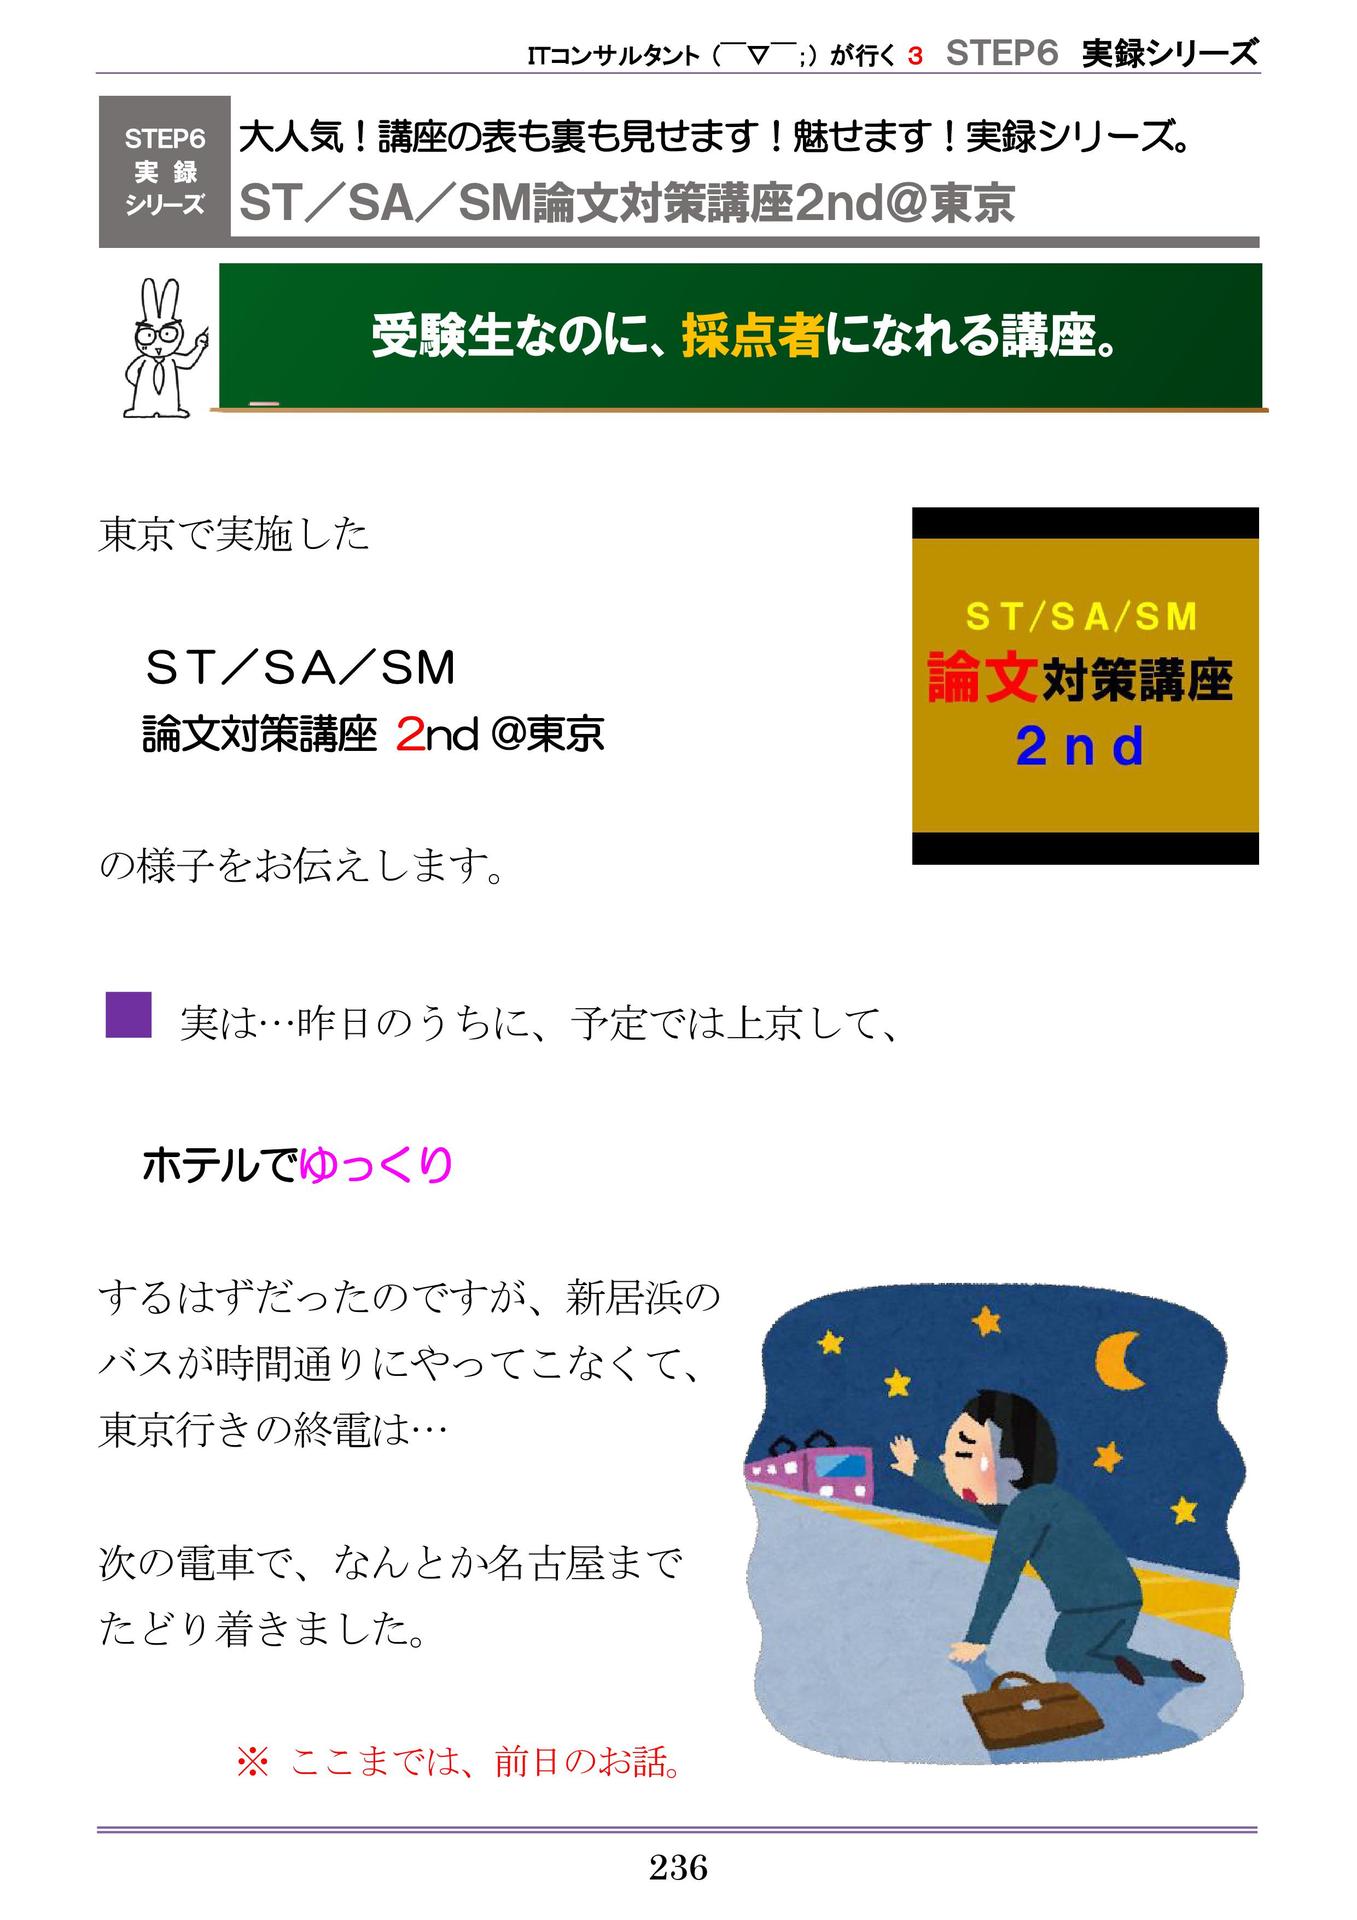 ITコンサルタント（￣▽￣;）が行く 3 STEP6 実録シリーズ
STEP6
実 録
シリーズ
大人気！講座の表も裏も見せます！魅せます！実録シリーズ。
ST／SA／SM論文対策講座2nd@東京
受験生なのに、採点者になれる講座。
東京で実施した
ＳＴ／ＳＡ／ＳＭ
論文対策講座 2nd @東京
の様子をお伝えします。
ＳＴ/ＳＡ/ＳＭ
論文対策講座
２ｎｄ
■ 実は…昨日のうちに、予定では上京して、
ホテルでゆっくり
するはずだったのですが、新居浜の
バスが時間通りにやってこなくて、
東京行きの終電は…
次の電車で、なんとか名古屋まで
たどり着きました。
※ ここまでは、前日のお話。
236